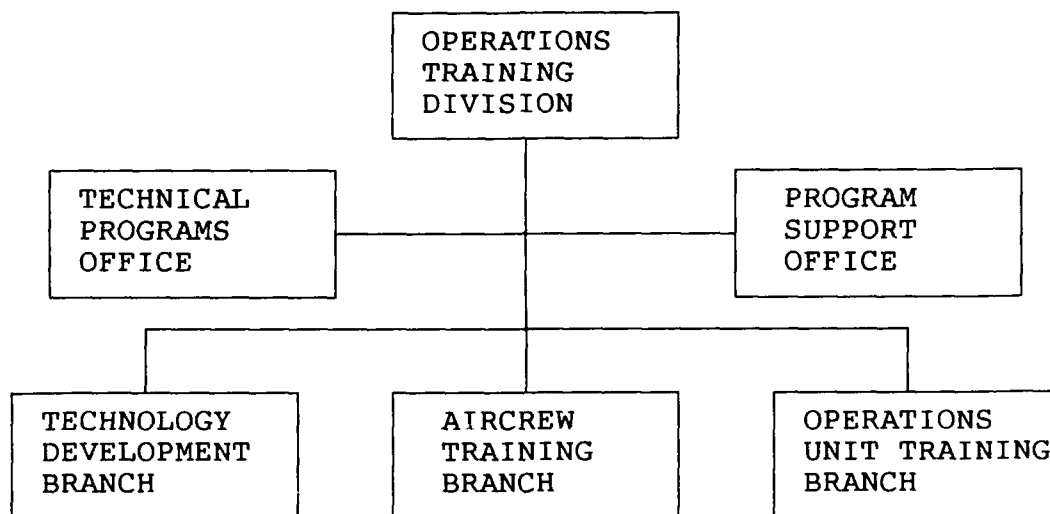 OPERATIONS
TRAINING
DIVISION
TECHNICAL
PROGRAMS
OFFICE
PROGRAM
SUPPORT
OFFICE
TECHNOLOGY
DEVELOPMENT
BRANCH
AIRCREW
TRAINING
BRANCH
OPERATIONS
UNIT TRAINING
BRANCH